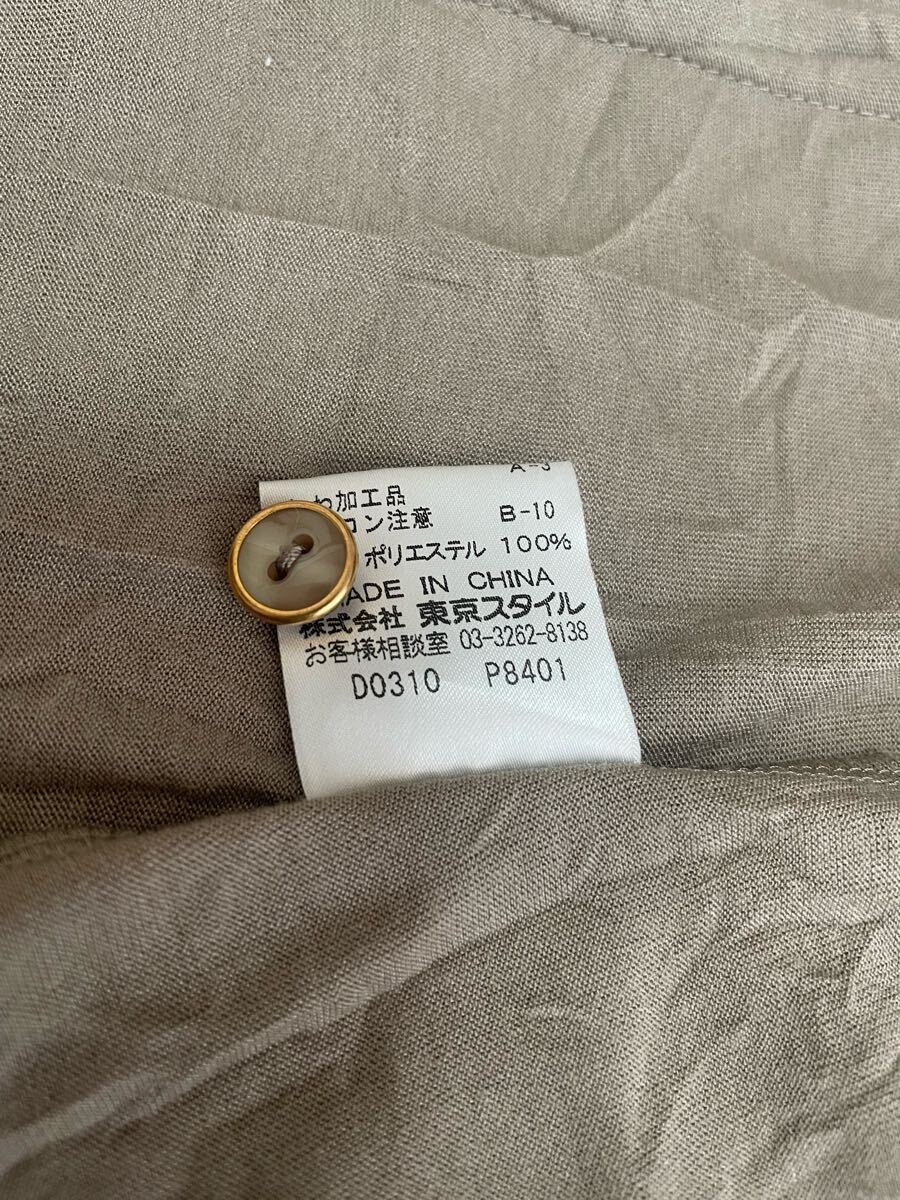 A-3
わ加工品
コン注意 B-10
ポリエステル 100%
MADE IN CHINA
株式会社 東京スタイル
お客様相談室 03-3262-8138
D0310 P8401